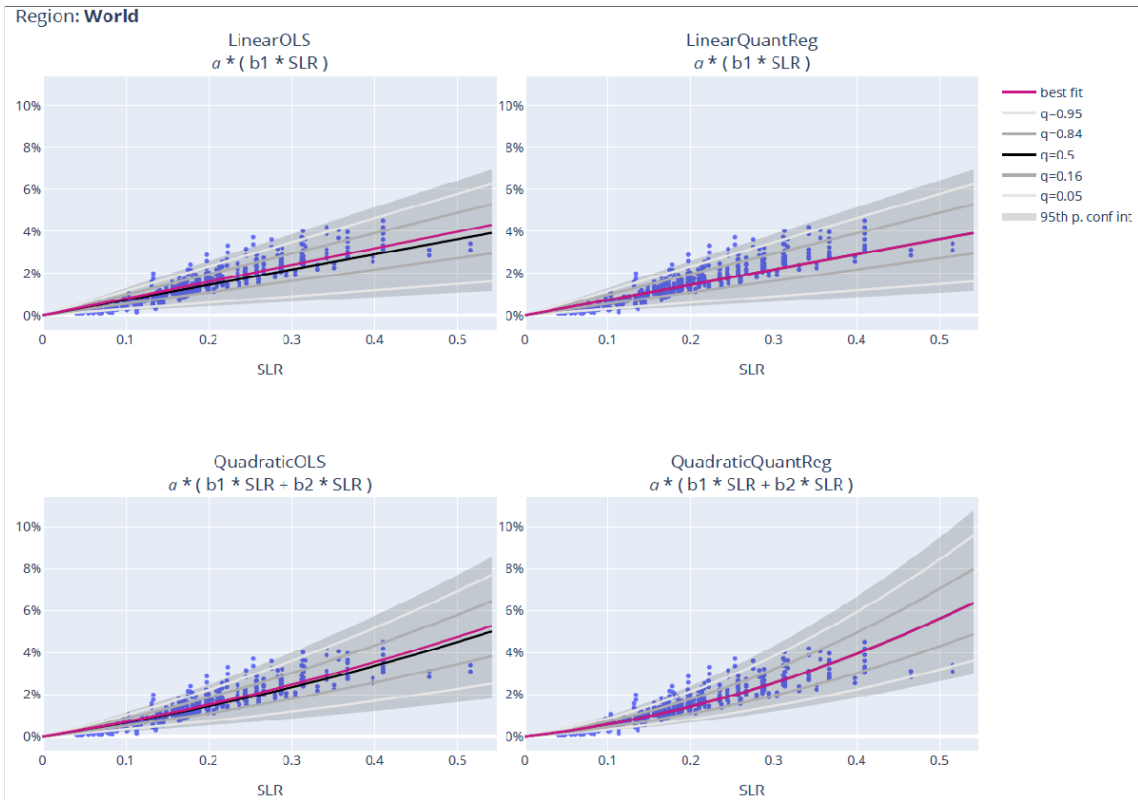 Region: World
LinearOLS
α * ( b1 * SLR )
LinearQuantReg
α * ( b1 * SLR )
10%
8%
6%
4%
2%
0%
0 0.1 0.2 0.3 0.4 0.5
SLR
10%
8%
6%
4%
2%
0%
0 0.1 0.2 0.3 0.4 0.5
SLR
best fit
q=0.95
q=0.84
q=0.5
q=0.16
q=0.05
95th p. conf int
QuadraticOLS
α * ( b1 * SLR + b2 * SLR )
QuadraticQuantReg
α * ( b1 * SLR + b2 * SLR )
10%
8%
6%
4%
2%
0%
0 0.1 0.2 0.3 0.4 0.5
SLR
10%
8%
6%
4%
2%
0%
0 0.1 0.2 0.3 0.4 0.5
SLR